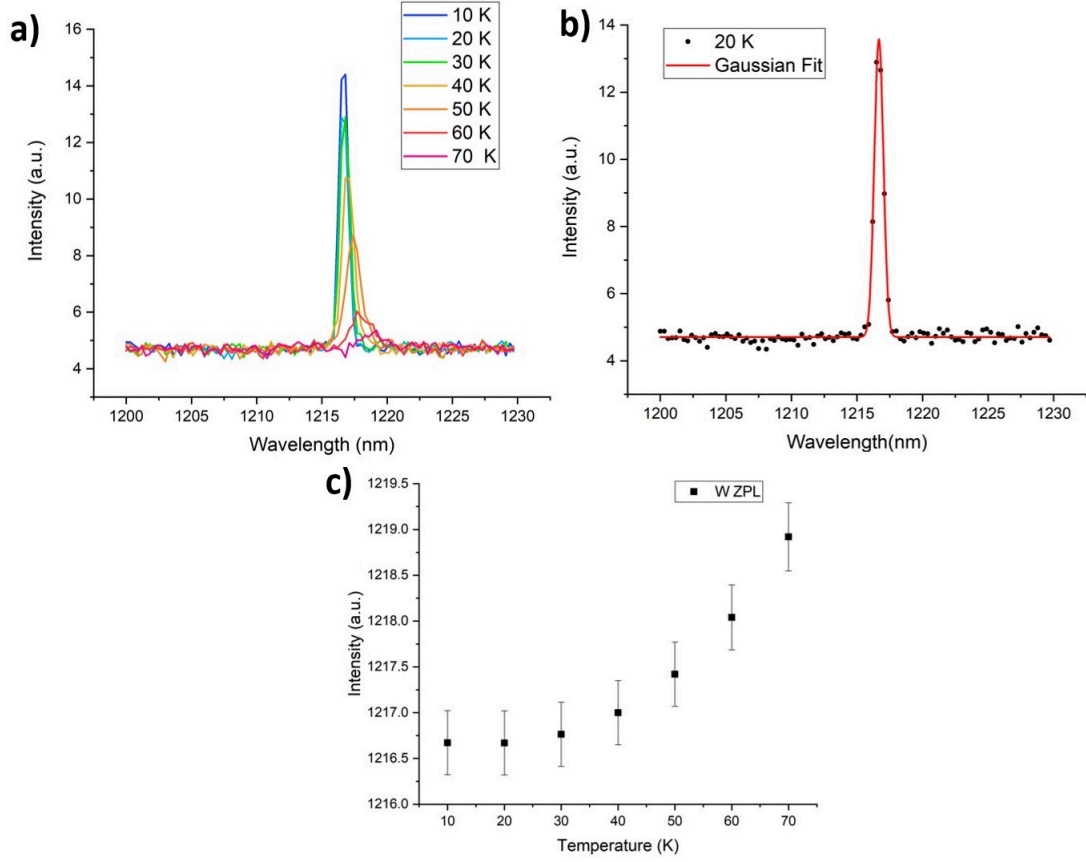 a)
10 K
20 K
30 K
40 K
50 K
60 K
70  K
16
14
12
10
8
6
4
Intensity (a.u.)
1200 1205 1210 1215 1220 1225 1230
Wavelength (nm)
b)
20 K
Gaussian Fit
14
12
10
8
6
4
Intensity (a.u.)
1200 1205 1210 1215 1220 1225 1230
Wavelength(nm)
c)
W ZPL
1219.5
1219.0
1218.5
1218.0
1217.5
1217.0
1216.5
1216.0
Intensity (a.u.)
10 20 30 40 50 60 70
Temperature (K)